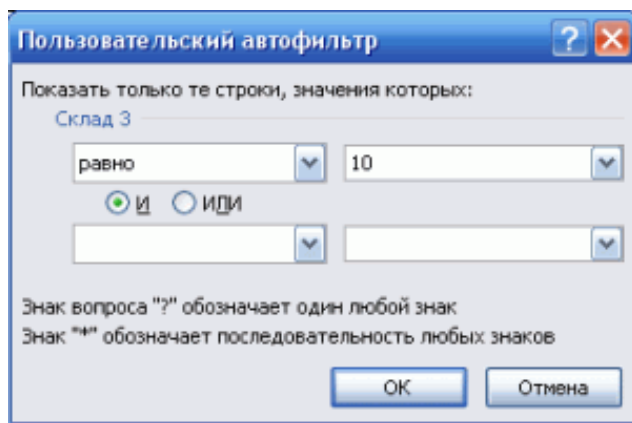 Пользовательский автофильтр
Показать только те строки, значения которых:
Склад 3
равно 10
И ИЛИ
Знак вопроса "?" обозначает один любой знак
Знак "*" обозначает последовательность любых знаков
ОК Отмена